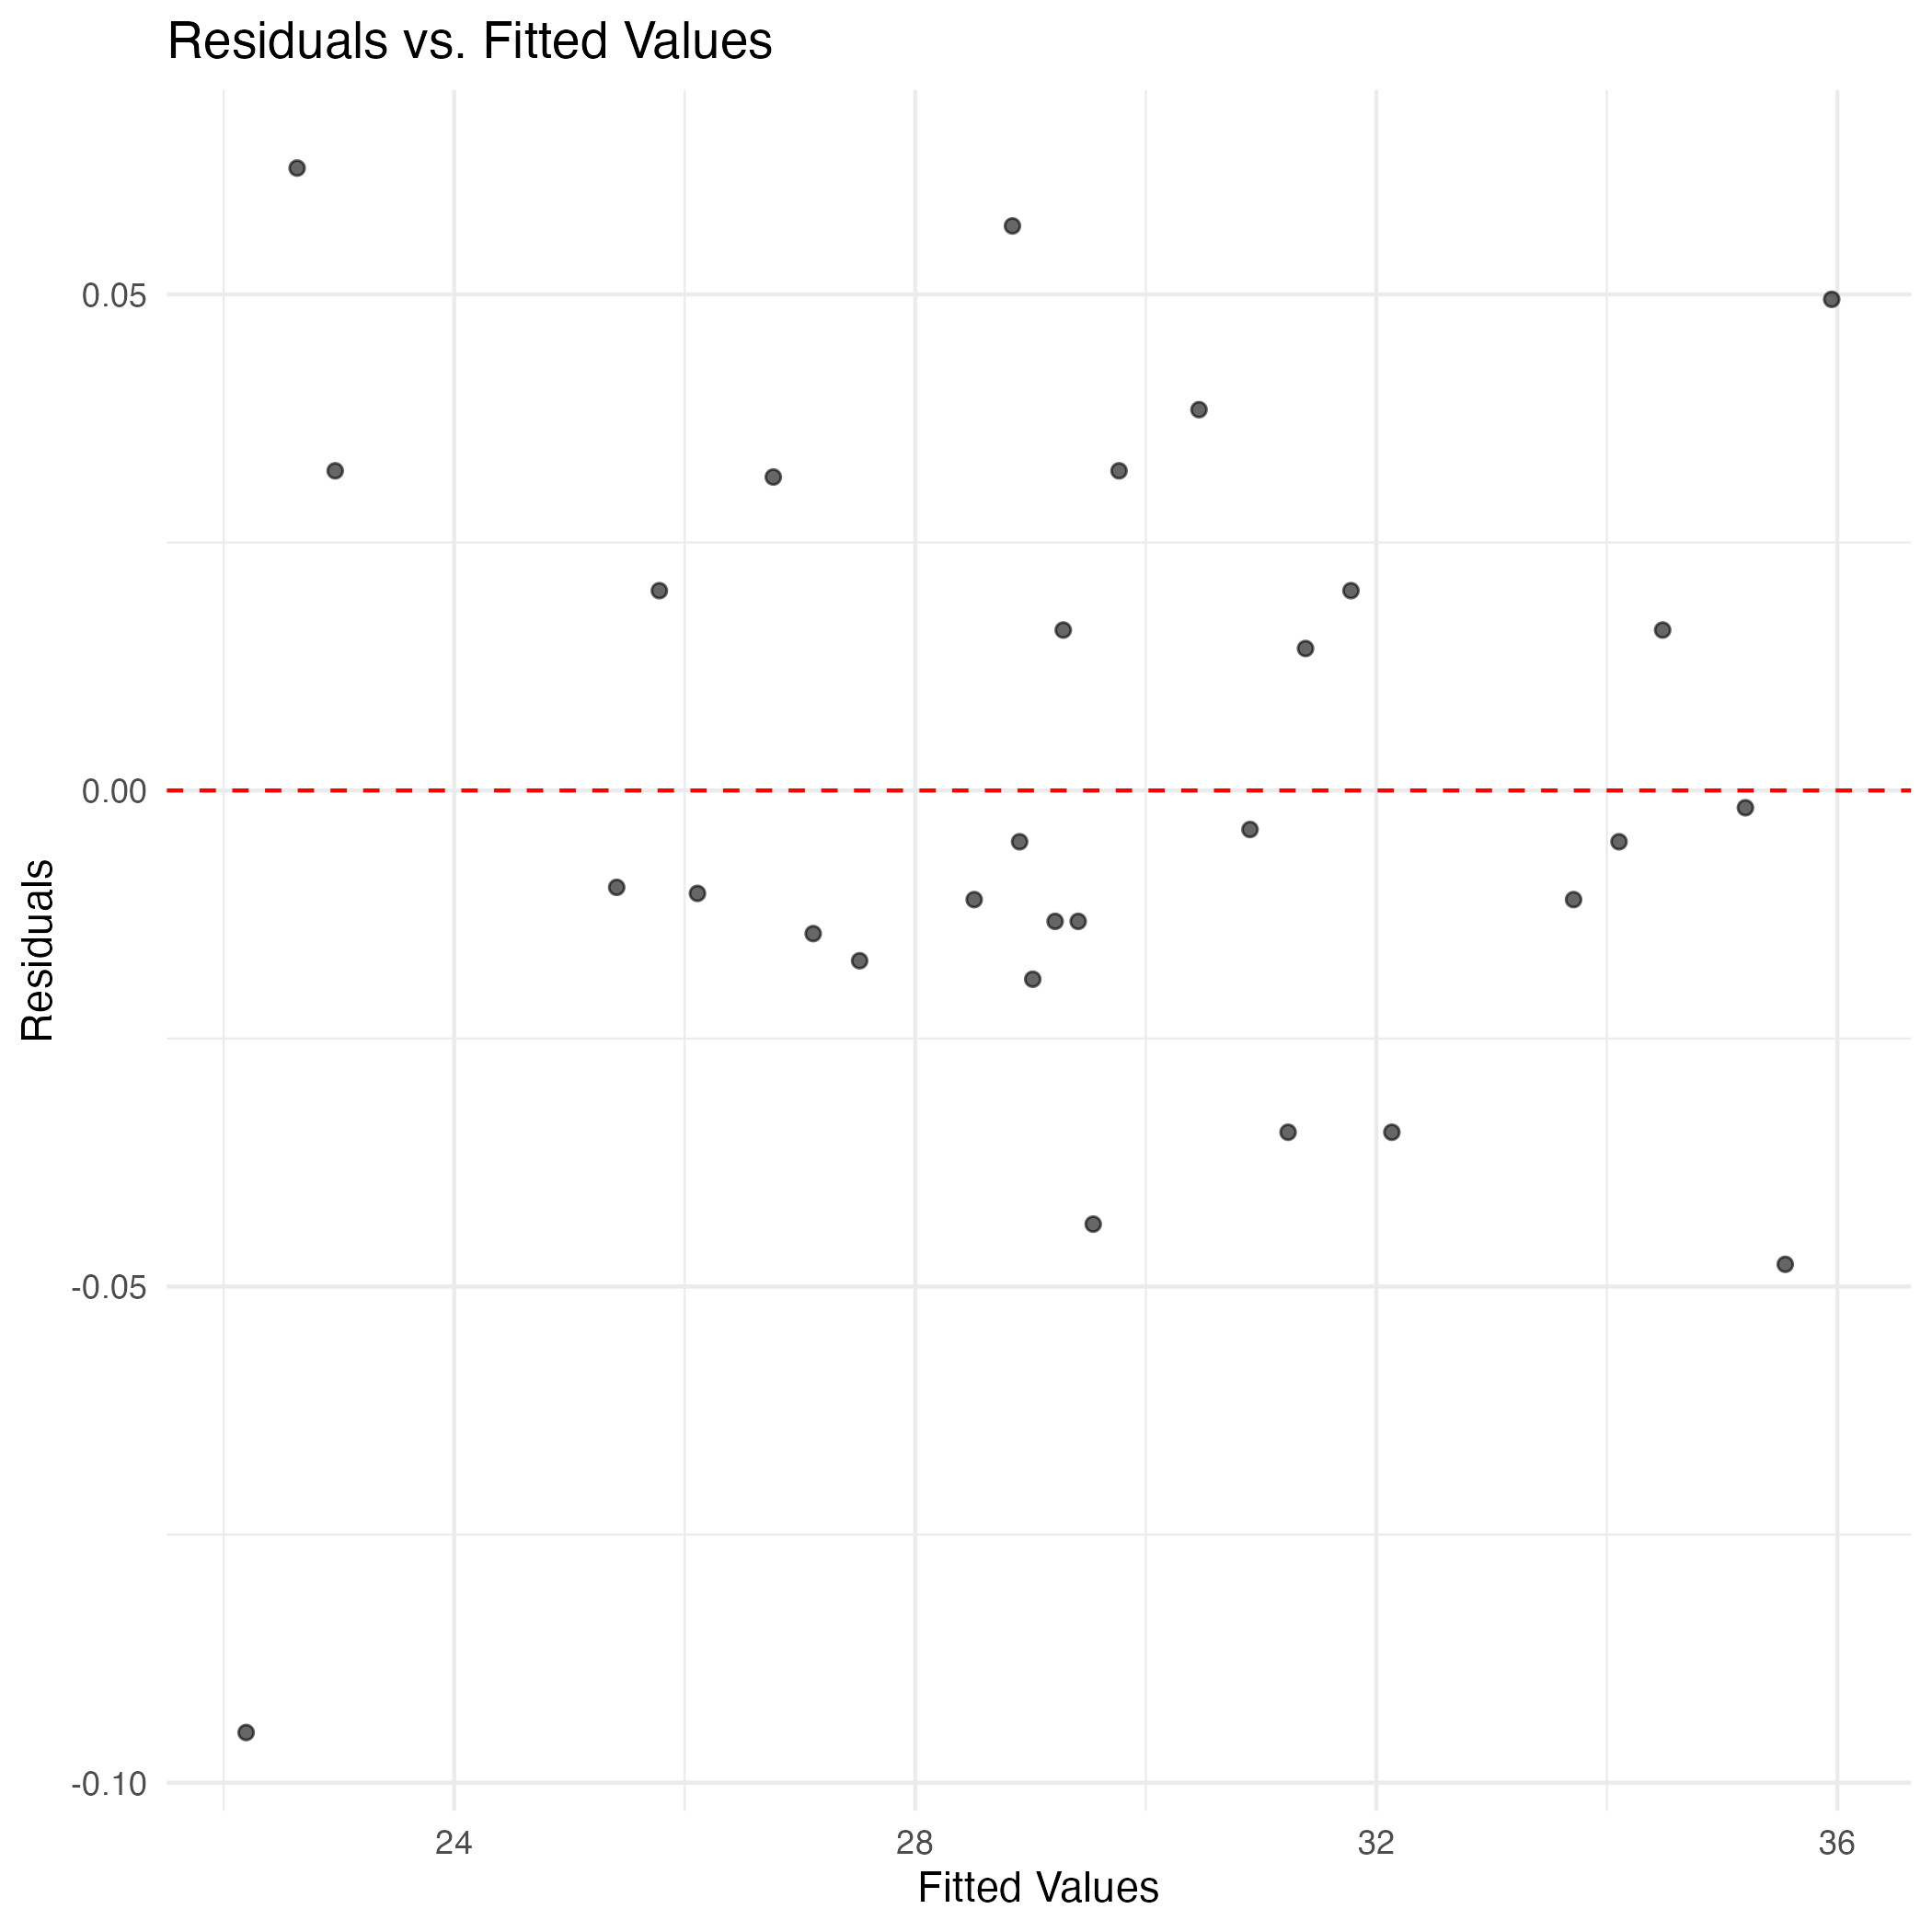 Residuals vs. Fitted Values
0.05
0.00
-0.05
-0.10
Residuals
24 28 32 36
Fitted Values